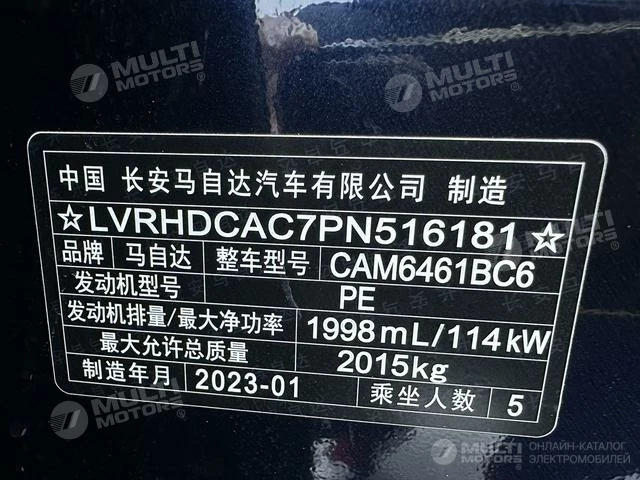 MULTI MOTORS
MULTI MOTORS
中国 长安马自达汽车有限公司 制造
☆LVRHDCAC7PN516181☆
品牌 马自达 整车型号 CAM6461BC6
发动机型号 PE
发动机排量/最大净功率 1998mL/114kW
最大允许总质量 2015kg
制造年月 2023-01 乘坐人数 5
MULTI MOTORS
MULTI MOTORS
MULTI MOTORS ОНЛАЙН-КАТАЛОГ
ЭЛЕКТРОМОБИЛЕЙ